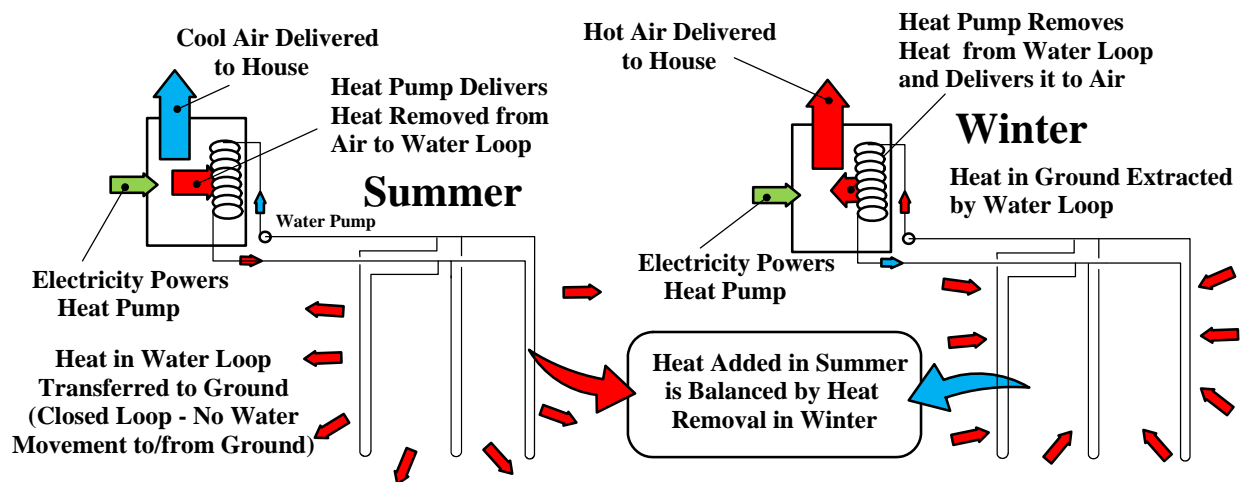 Cool Air Delivered
to House
Heat Pump Delivers
Heat Removed from
Air to Water Loop
Summer
Water Pump
Electricity Powers
Heat Pump
Heat in Water Loop
Transferred to Ground
(Closed Loop - No Water
Movement to/from Ground)
Heat Added in Summer
is Balanced by Heat
Removal in Winter
Hot Air Delivered
to House
Heat Pump Removes
Heat from Water Loop
and Delivers it to Air
Winter
Heat in Ground Extracted
by Water Loop
Electricity Powers
Heat Pump